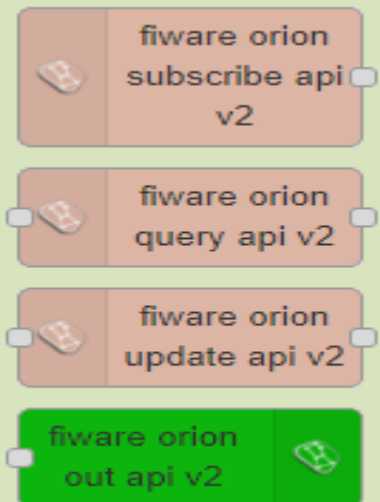 fiware orion
subscribe api
v2
fiware orion
query api v2
fiware orion
update api v2
fiware orion
out api v2